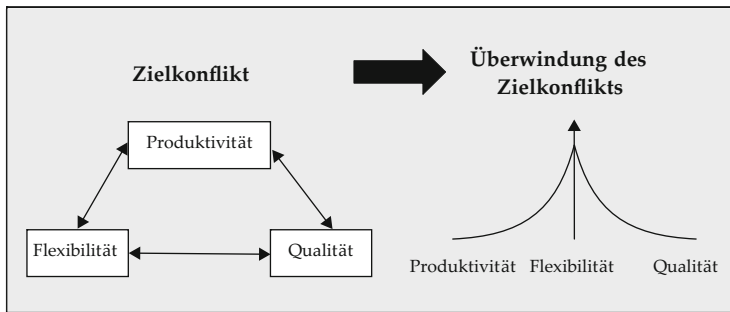 Zielkonflikt
Produktivität
Flexibilität
Qualität
Überwindung des
Zielkonflikts
Produktivität Flexibilität Qualität